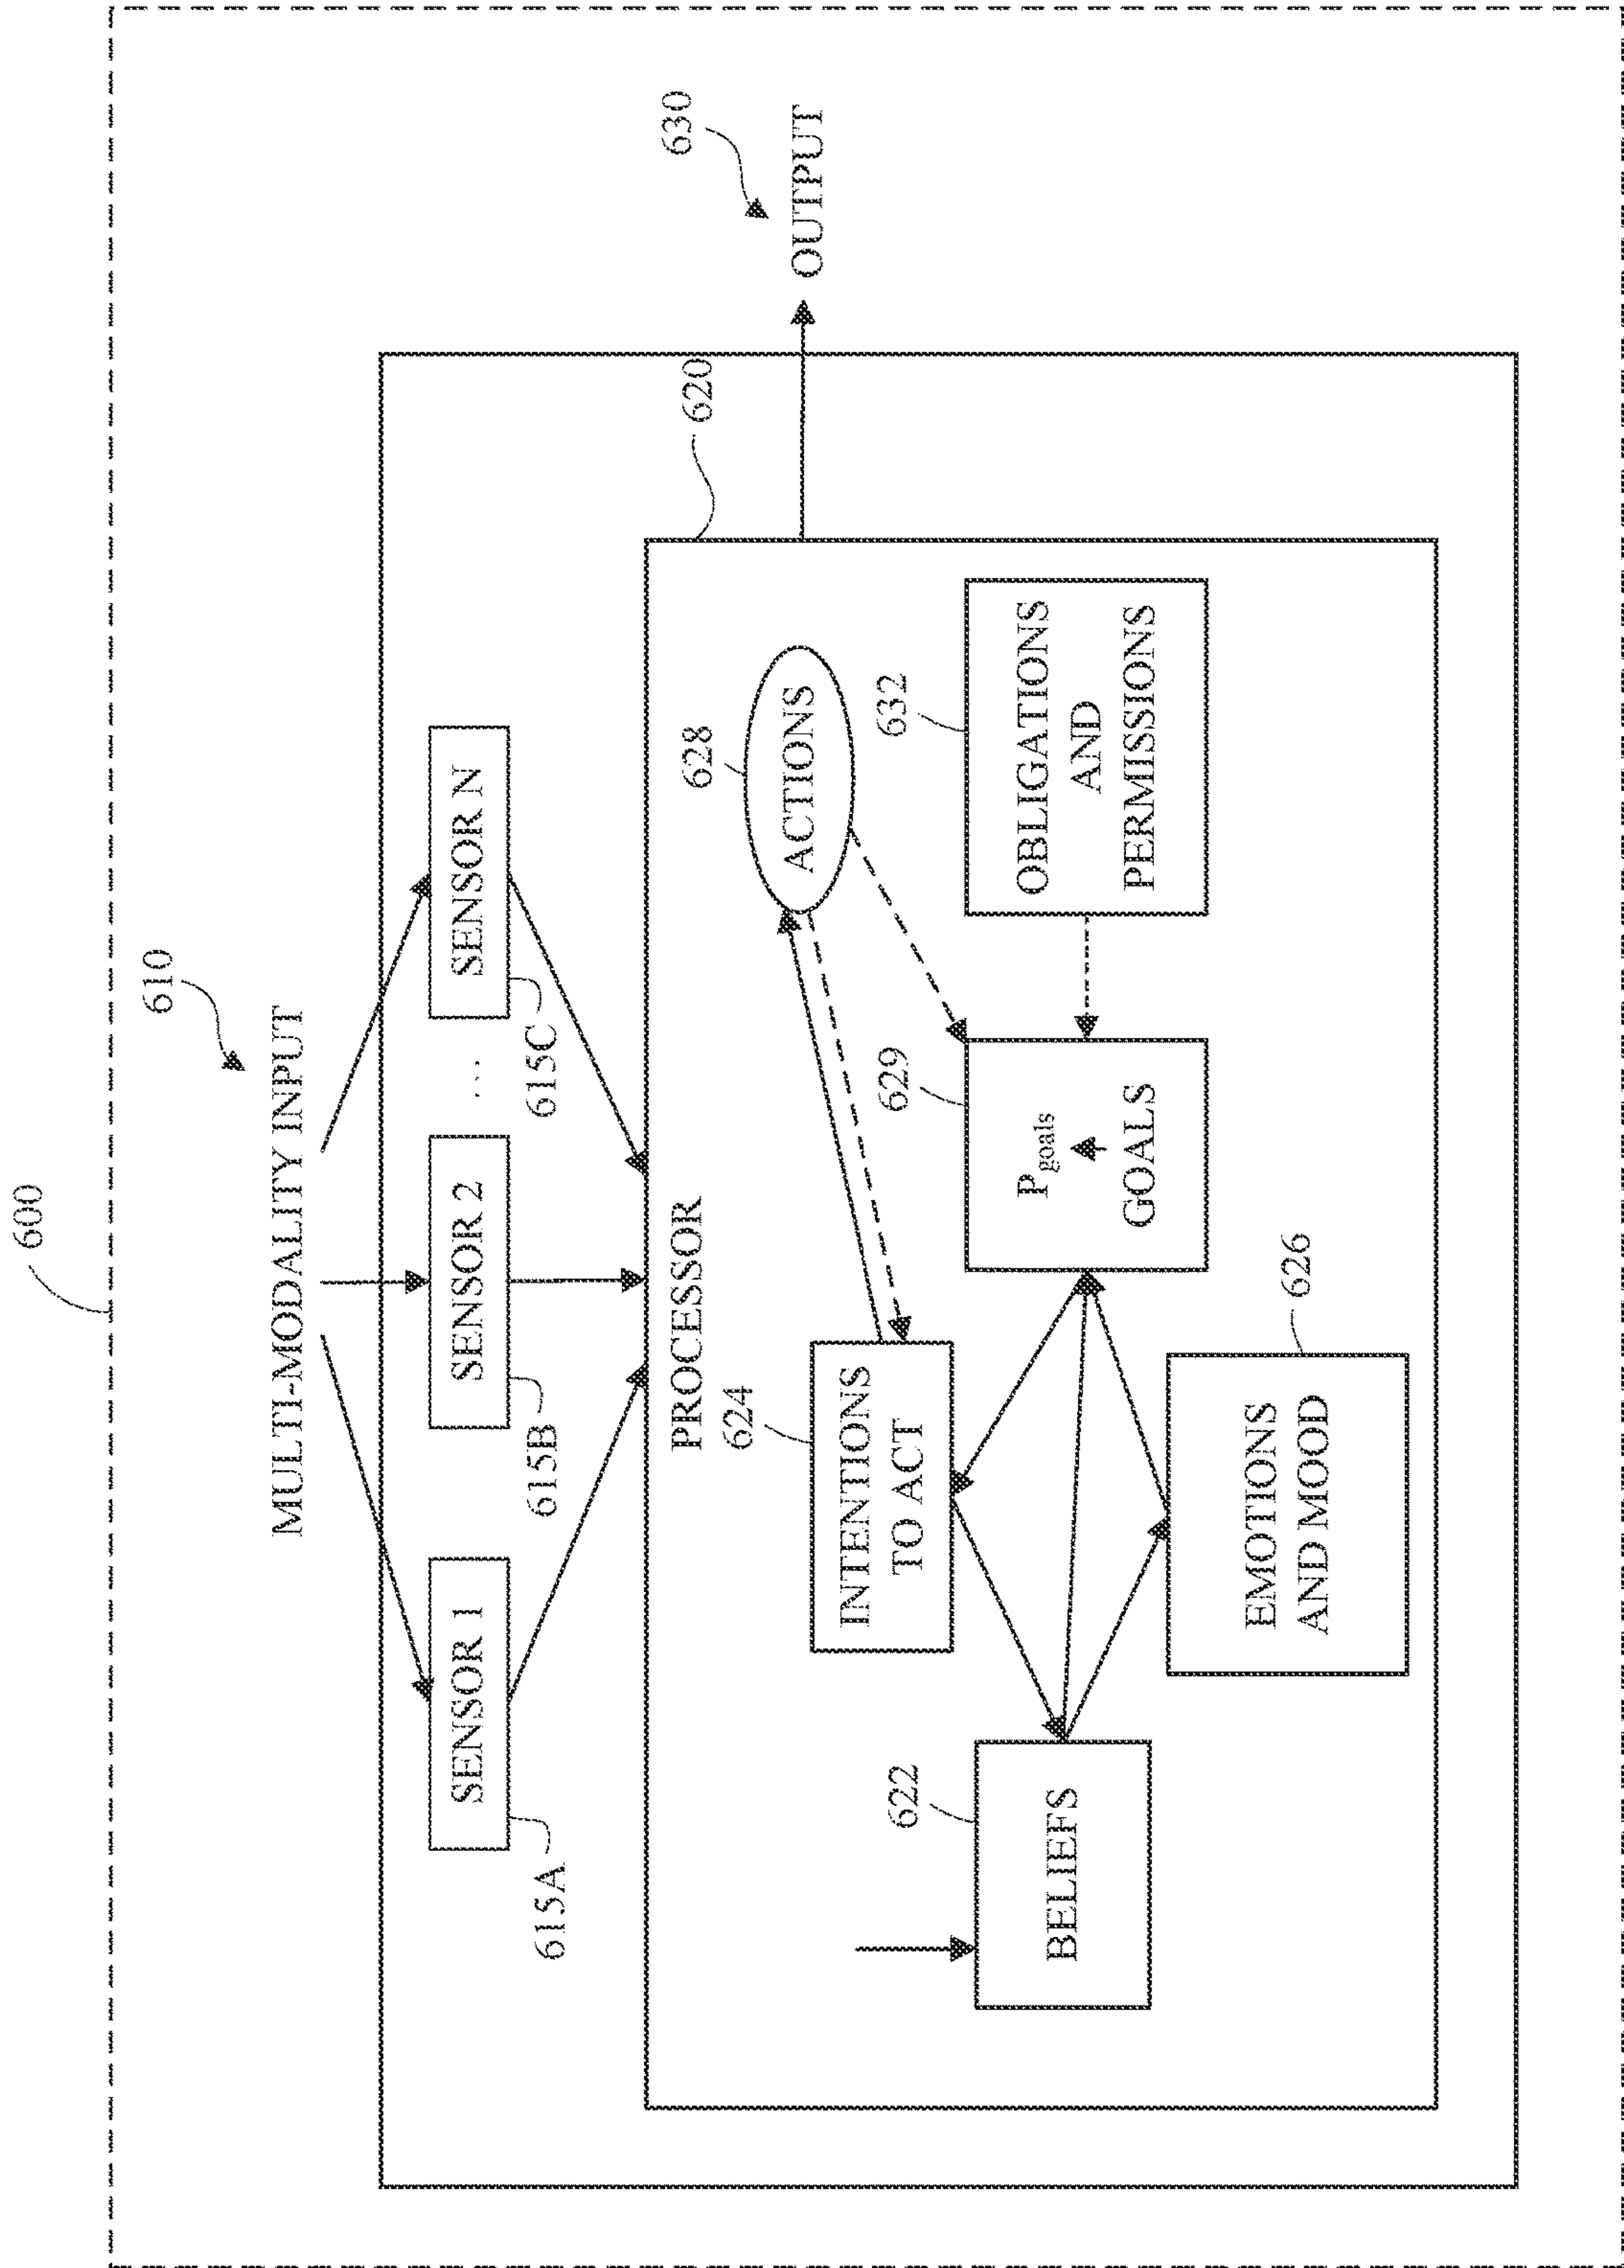 600
610
MULTI-MODALITY INPUT
SENSOR 1
SENSOR 2
...
SENSOR N
615A
615B
615C
PROCESSOR
620
630
OUTPUT
624
INTENTIONS
TO ACT
628
ACTIONS
622
BELIEFS
629
P goals
GOALS
632
OBLIGATIONS
AND
PERMISSIONS
626
EMOTIONS
AND MOOD